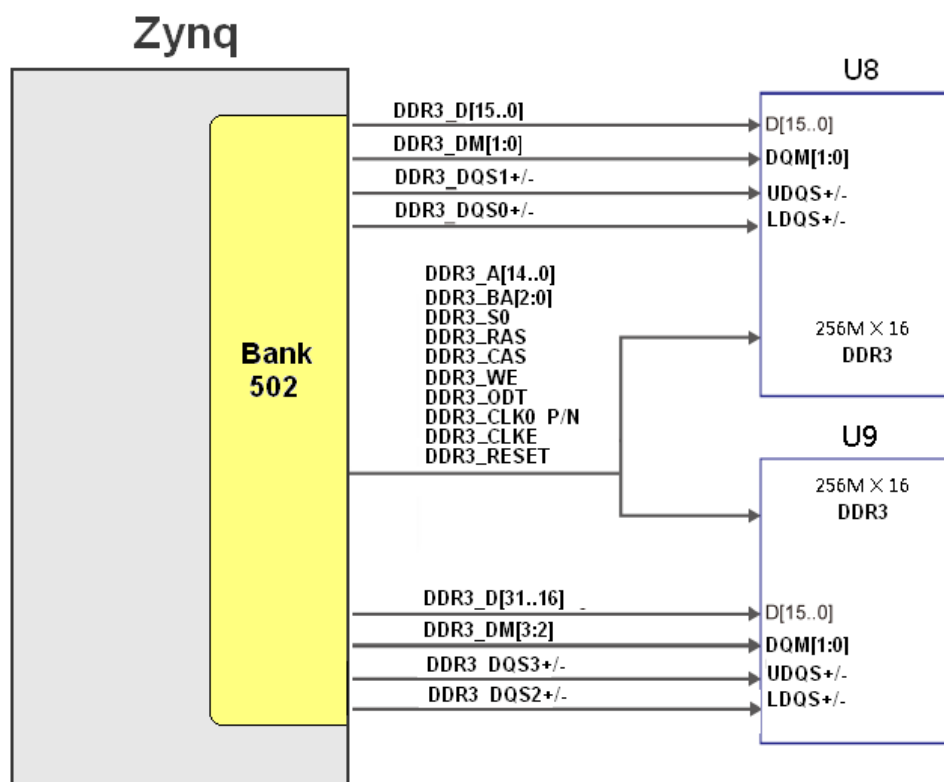 Zynq
U8
DDR3_D[15..0]
D[15..0]
DDR3_DM[1:0]
DQM[1:0]
DDR3_DQS1+/-
UDQS+/-
DDR3_DQS0+/-
LDQS+/-
DDR3_A[14..0]
DDR3_BA[2:0]
DDR3_S0
DDR3_RAS
DDR3_CAS
DDR3_WE
DDR3_ODT
DDR3_CLK0 P/N
DDR3_CLKE
DDR3_RESET
256M × 16
DDR3
Bank
502
U9
256M × 16
DDR3
DDR3_D[31..16]
D[15..0]
DDR3_DM[3:2]
DQM[1:0]
DDR3 DQS3+/-
UDQS+/-
DDR3 DQS2+/-
LDQS+/-